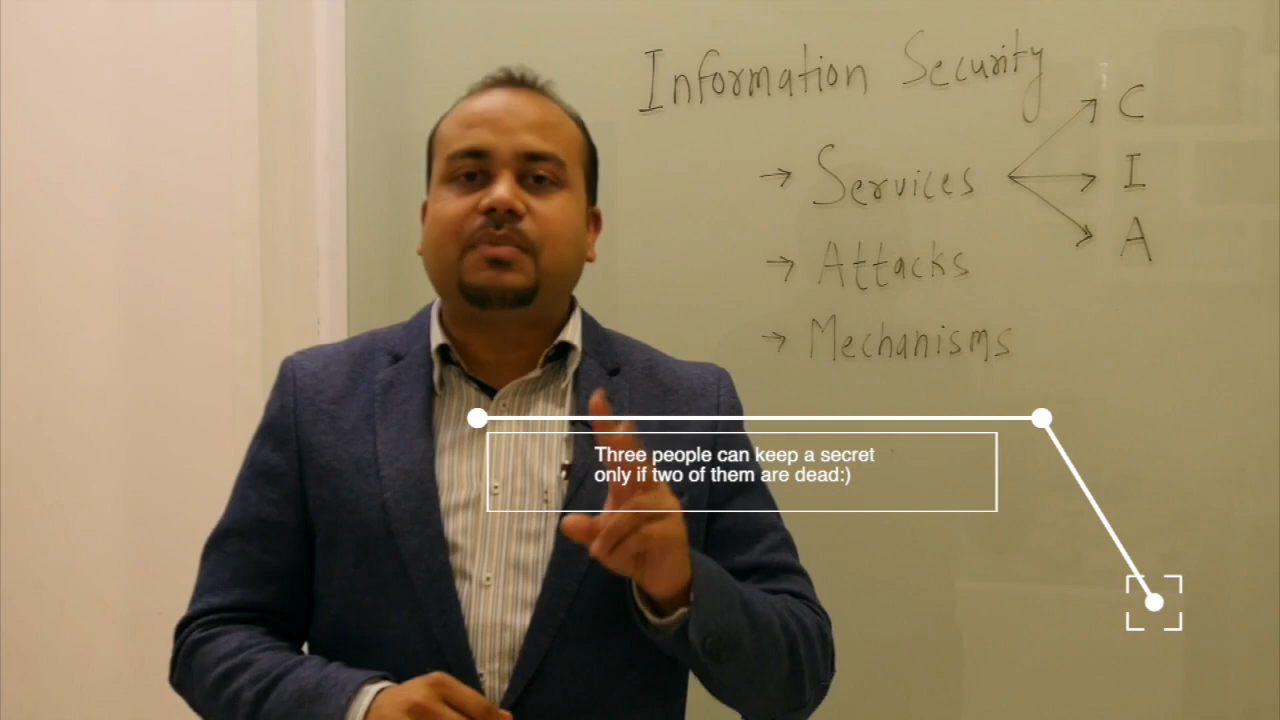 Information Security
→ Services
C
I
A
→ Attacks
→ Mechanisms
Three people can keep a secret
only if two of them are dead:)